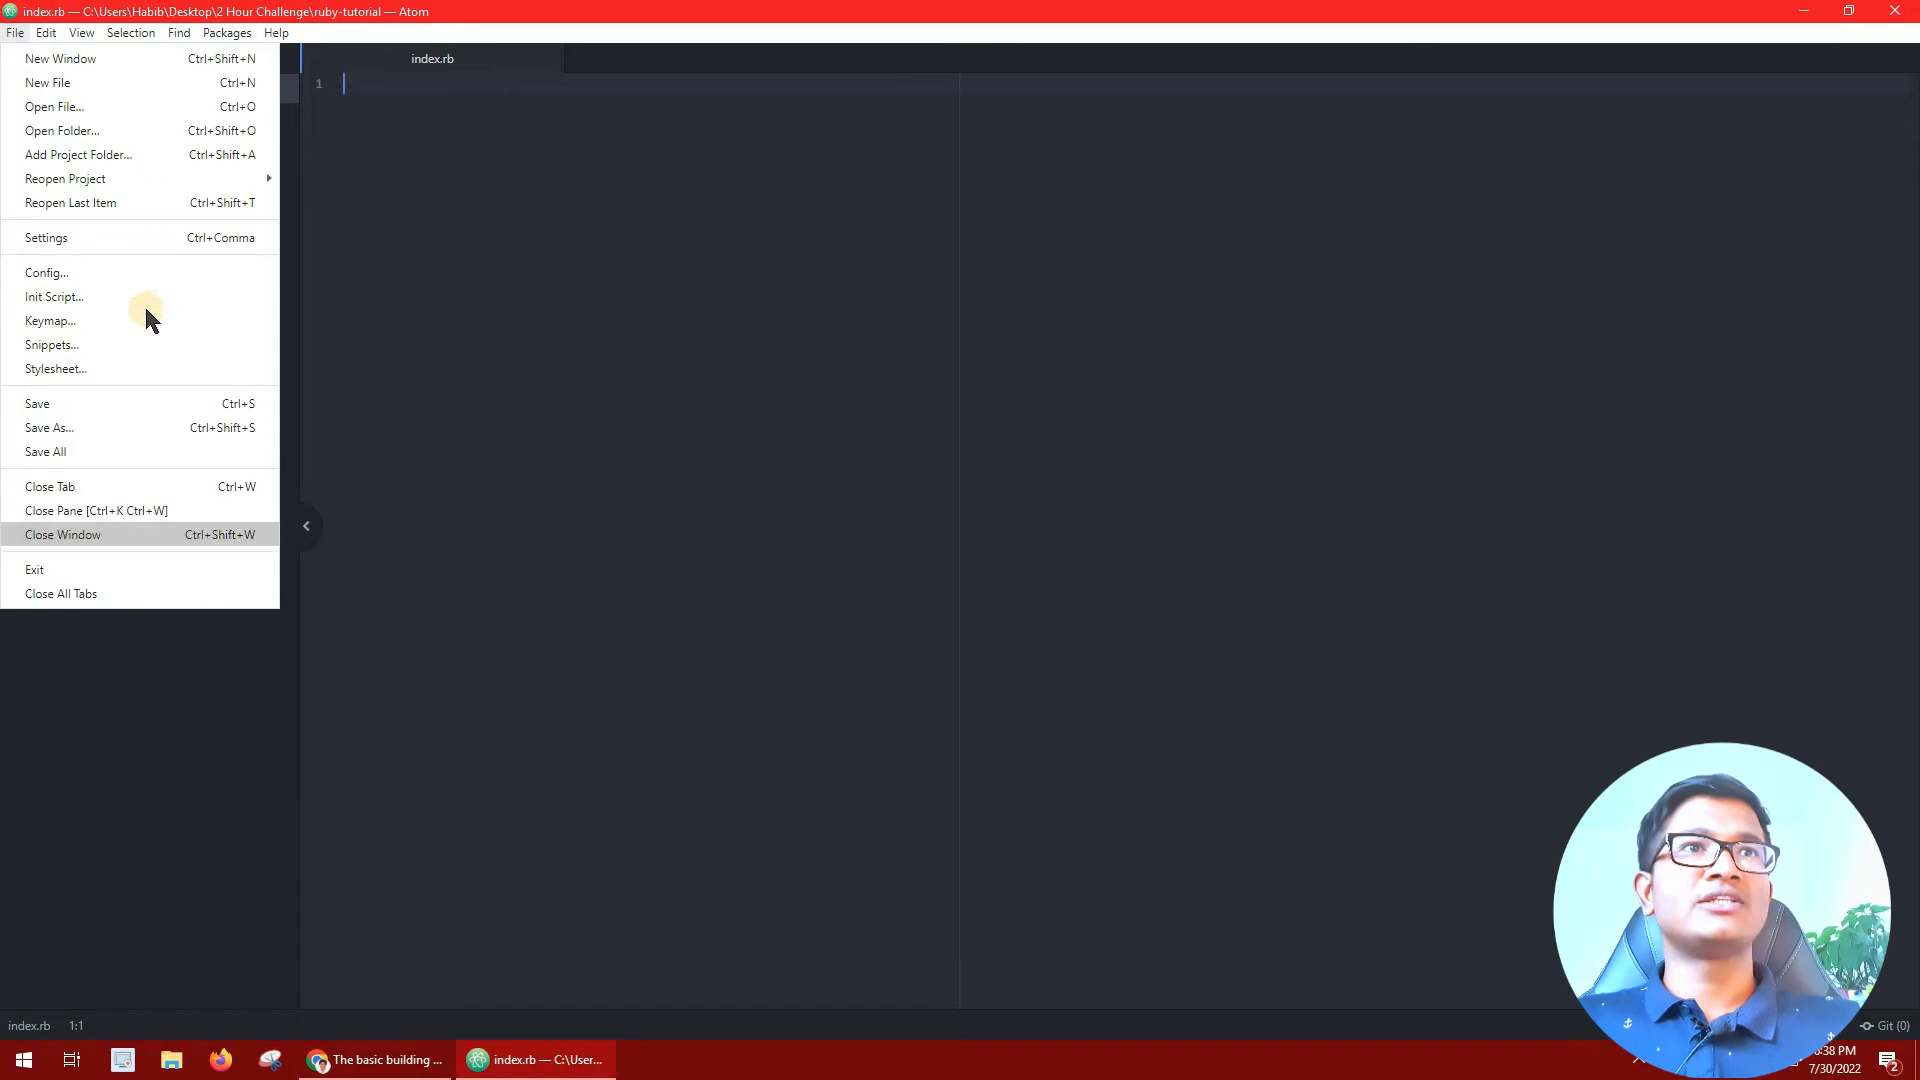 index.rb — C:\Users\Habib\Desktop\2 Hour Challenge\ruby-tutorial — Atom
File Edit View Selection Find Packages Help
New Window Ctrl+Shift+N
index.rb
New File Ctrl+N
1
Open File... Ctrl+O
Open Folder... Ctrl+Shift+O
Add Project Folder... Ctrl+Shift+A
Reopen Project
Reopen Last Item Ctrl+Shift+T
Settings Ctrl+Comma
Config...
Init Script...
Keymap...
Snippets...
Stylesheet...
Save Ctrl+S
Save As... Ctrl+Shift+S
Save All
Close Tab Ctrl+W
Close Pane [Ctrl+K Ctrl+W]
Close Window Ctrl+Shift+W
Exit
Close All Tabs
index.rb 1:1
Git (0)
The basic building ...
index.rb — C:\User...
:38 PM
7/30/2022
2